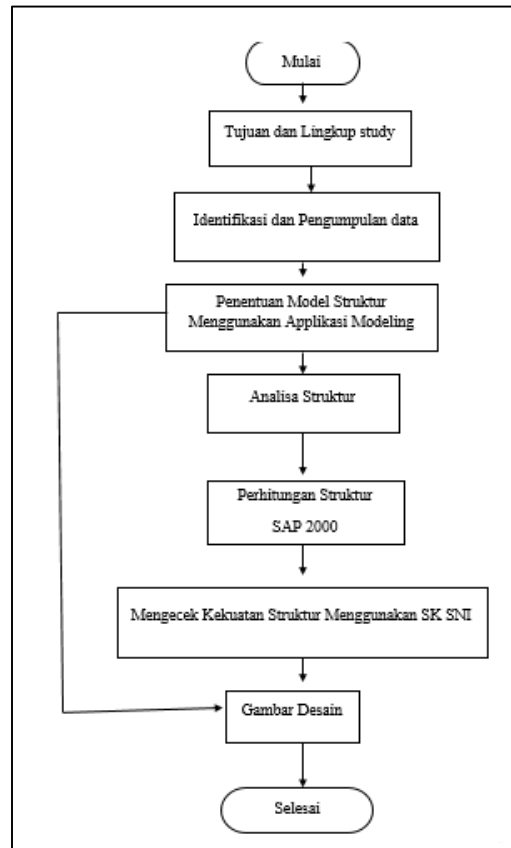 Mulai
Tujuan dan Lingkup study
Identifikasi dan Pengumpulan data
Penentuan Model Struktur
Menggunakan Applikasi Modeling
Analisa Struktur
Perhitungan Struktur
SAP 2000
Mengecek Kekuatan Struktur Menggunakan SK SNI
Gambar Desain
Selesai